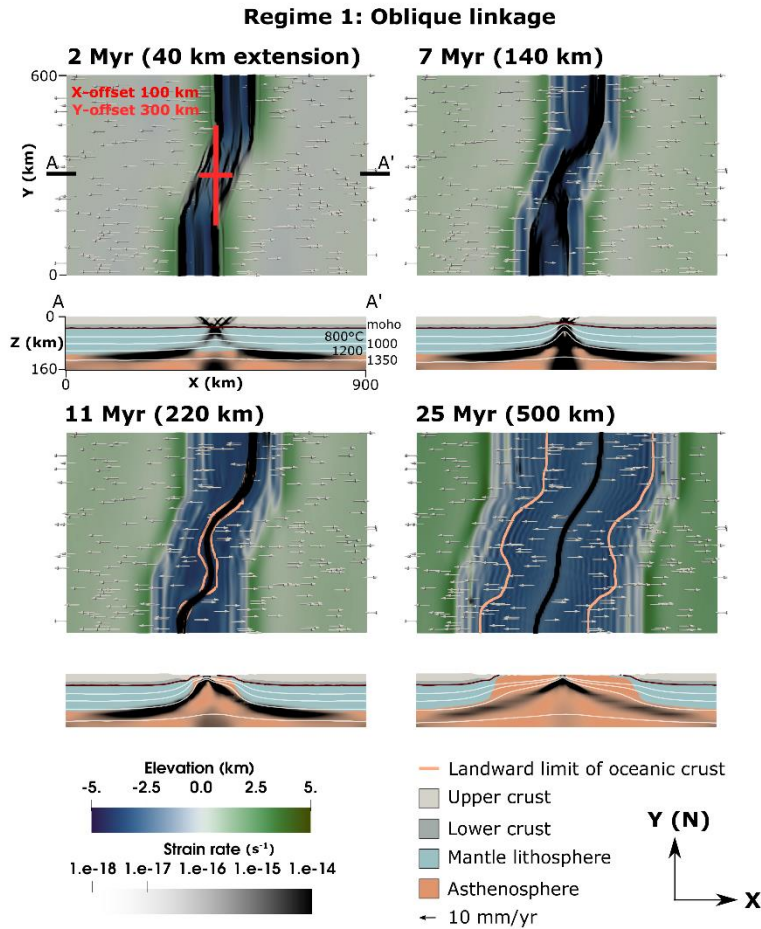 Regime 1: Oblique linkage
2 Myr (40 km extension)
7 Myr (140 km)
600
X-offset 100 km
Y-offset 300 km
A
A'
Y (km)
0
A
A'
0
moho
Z (km)
800°C
1000
1200
1350
160
0
X (km)
900
11 Myr (220 km)
25 Myr (500 km)
Elevation (km)
-5. -2.5 0.0 2.5 5.
Strain rate (s⁻¹)
1.e-18 1.e-17 1.e-16 1.e-15 1.e-14
Landward limit of oceanic crust
Upper crust
Lower crust
Mantle lithosphere
Asthenosphere
10 mm/yr
Y (N)
X